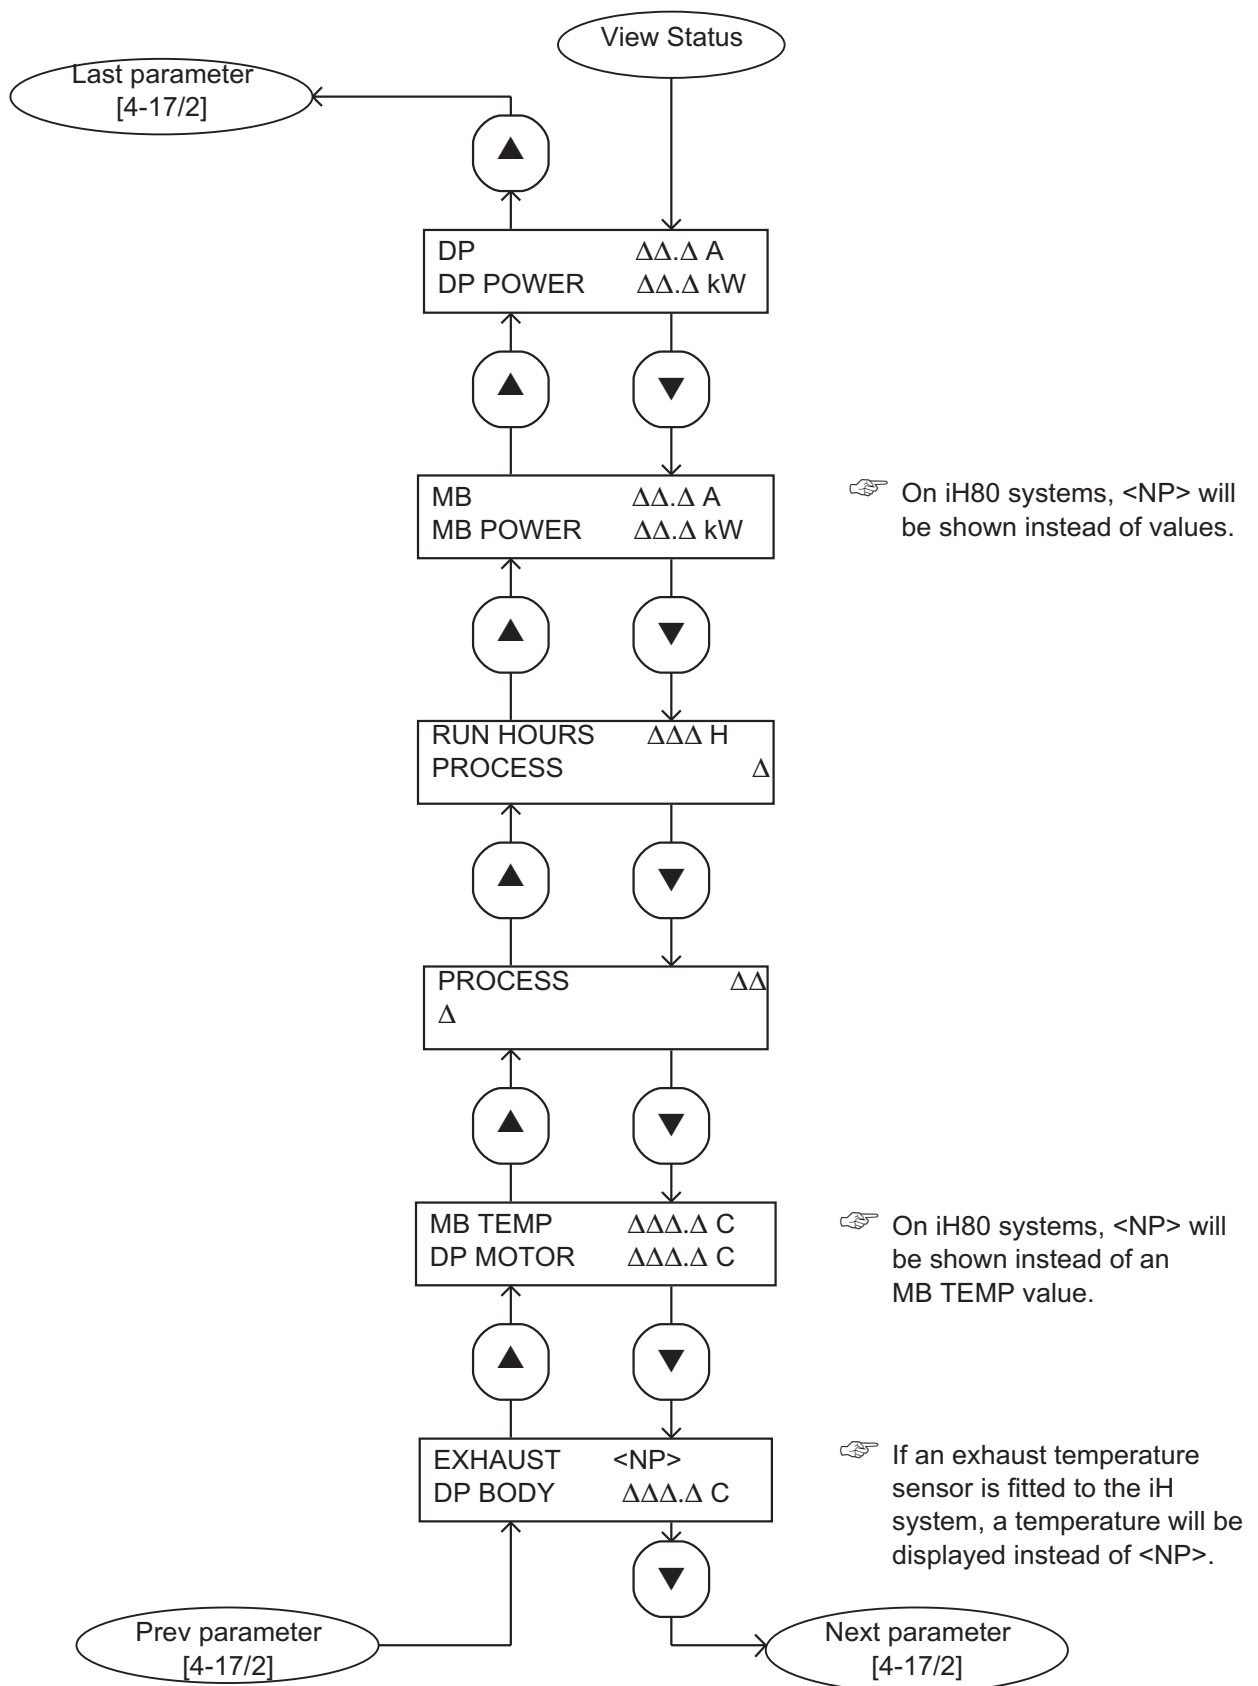 View Status
Last parameter
[4-17/2]
▲
DP ΔΔ.Δ A
DP POWER ΔΔ.Δ kW
▲ ▼
MB ΔΔ.Δ A
MB POWER ΔΔ.Δ kW
☞ On iH80 systems, <NP> will
be shown instead of values.
▲ ▼
RUN HOURS ΔΔΔ H
PROCESS Δ
▲ ▼
PROCESS ΔΔ
Δ
▲ ▼
MB TEMP ΔΔΔ.Δ C
DP MOTOR ΔΔΔ.Δ C
☞ On iH80 systems, <NP> will
be shown instead of an
MB TEMP value.
▲ ▼
EXHAUST <NP>
DP BODY ΔΔΔ.Δ C
☞ If an exhaust temperature
sensor is fitted to the iH
system, a temperature will be
displayed instead of <NP>.
▼
Prev parameter
[4-17/2]
Next parameter
[4-17/2]